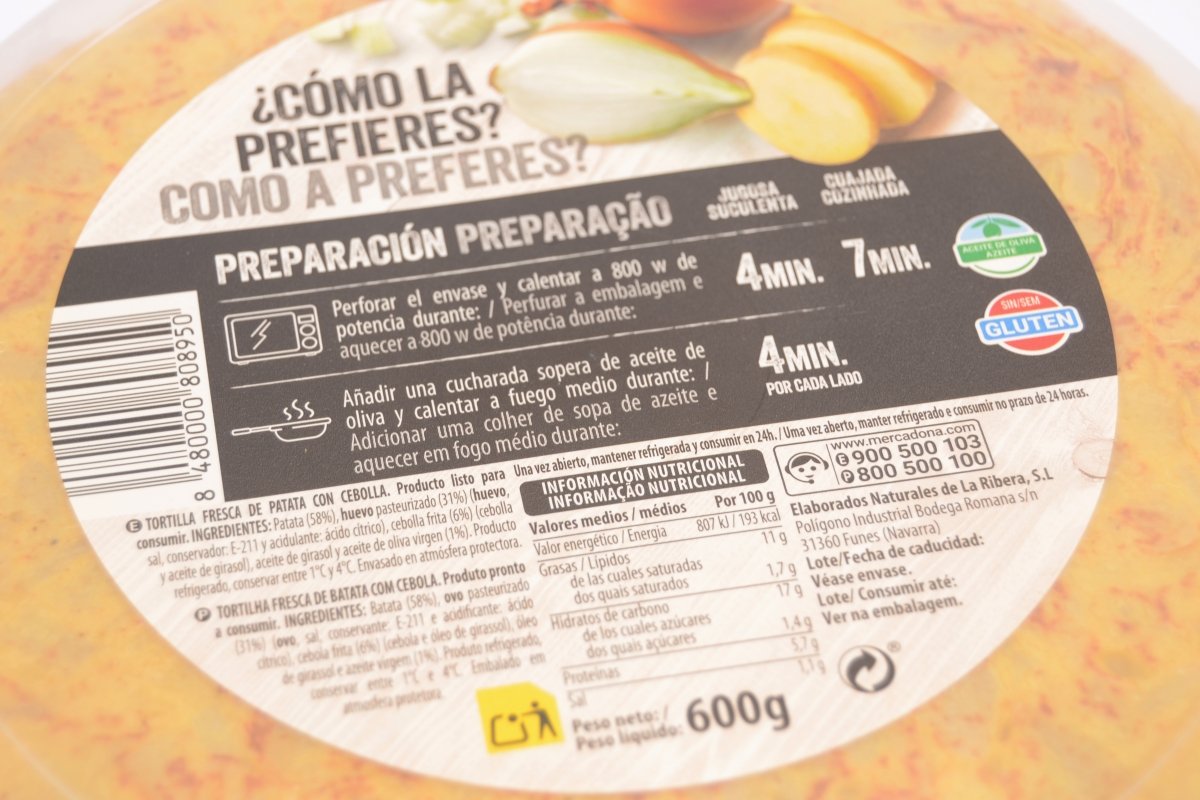 ¿CÓMO LA
PREFIERES?
COMO A PREFERES?
PREPARACIÓN PREPARAÇÃO
JUGOSA
SUCULENTA
CUAJADA
COZINHADA
Perforar el envase y calentar a 800 w de
potencia durante: / Perfurar a embalagem e
aquecer a 800 w de potência durante:
4 MIN. 7 MIN.
Añadir una cucharada sopera de aceite de
oliva y calentar a fuego medio durante: /
Adicionar uma colher de sopa de azeite e
aquecer em fogo médio durante:
4 MIN.
POR CADA LADO
ACEITE DE OLIVA
AZEITE
SIN/SEM
GLUTEN
8 480000 808950
E TORTILLA FRESCA DE PATATA CON CEBOLLA. Producto listo para
consumir. INGREDIENTES: Patata (58%), huevo pasteurizado (31%) (huevo,
sal, conservador: E-211 y acidulante: ácido cítrico), cebolla frita (6%) (cebolla
y aceite de girasol), aceite de girasol y aceite de oliva virgen (1%). Producto
refrigerado, conservar entre 1°C y 4°C. Envasado en atmósfera protectora.
P TORTILHA FRESCA DE BATATA COM CEBOLA. Produto pronto
a consumir. INGREDIENTES: Batata (58%), ovo pasteurizado
(31%) (ovo, sal, conservante: E-211 e acidificante: ácido
cítrico), cebola frita (6%) (cebola e óleo de girassol), óleo
de girassol e azeite virgem (1%). Produto refrigerado,
conservar entre 1°C e 4°C. Embalado em
atmosfera protetora.
Una vez abierto, mantener refrigerada y consumir en 24h. / Uma vez aberto, manter refrigerado e consumir no prazo de 24 horas.
INFORMACIÓN NUTRICIONAL
INFORMAÇÃO NUTRICIONAL
Valores medios / médios Por 100 g
Valor energético / Energia 807 kJ / 193 kcal
Grasas / Lípidos 11 g
de las cuales saturadas
dos quais saturados 1,7 g
Hidratos de carbono 17 g
de los cuales azúcares
dos quais açúcares 1,4 g
Proteínas 5,7 g
Sal 1,1 g
Peso neto: /
Peso líquido: 600g
www.mercadona.com
E 900 500 103
P 800 500 100
Elaborados Naturales de La Ribera, S.L
Polígono Industrial Bodega Romana s/n
31360 Funes (Navarra)
Lote/Fecha de caducidad:
Véase envase.
Lote/ Consumir até:
Ver na embalagem.
®